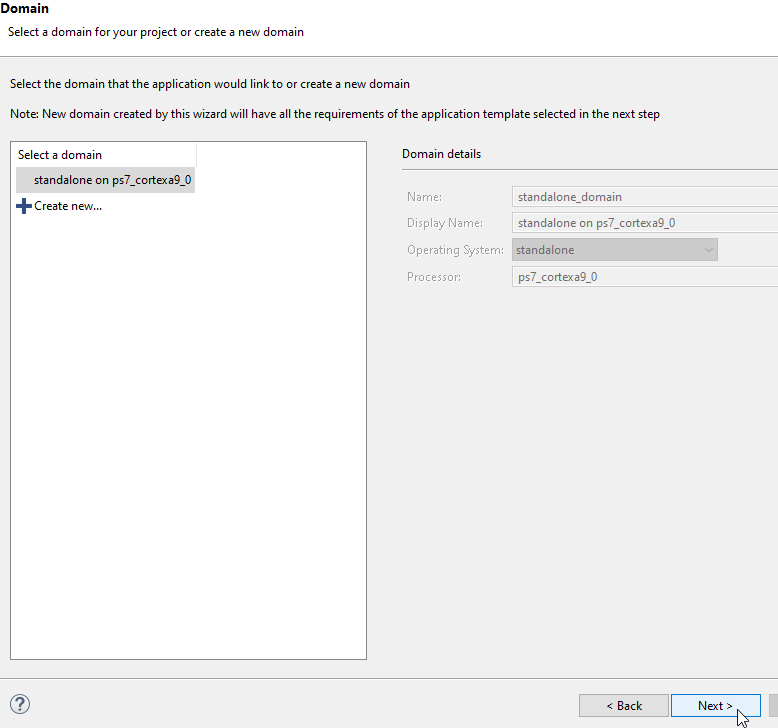 Domain
Select a domain for your project or create a new domain
Select the domain that the application would link to or create a new domain
Note: New domain created by this wizard will have all the requirements of the application template selected in the next step
Select a domain
standalone on ps7_cortexa9_0
Create new...
Domain details
Name: standalone_domain
Display Name: standalone on ps7_cortexa9_0
Operating System: standalone
Processor: ps7_cortexa9_0
?
< Back
Next >